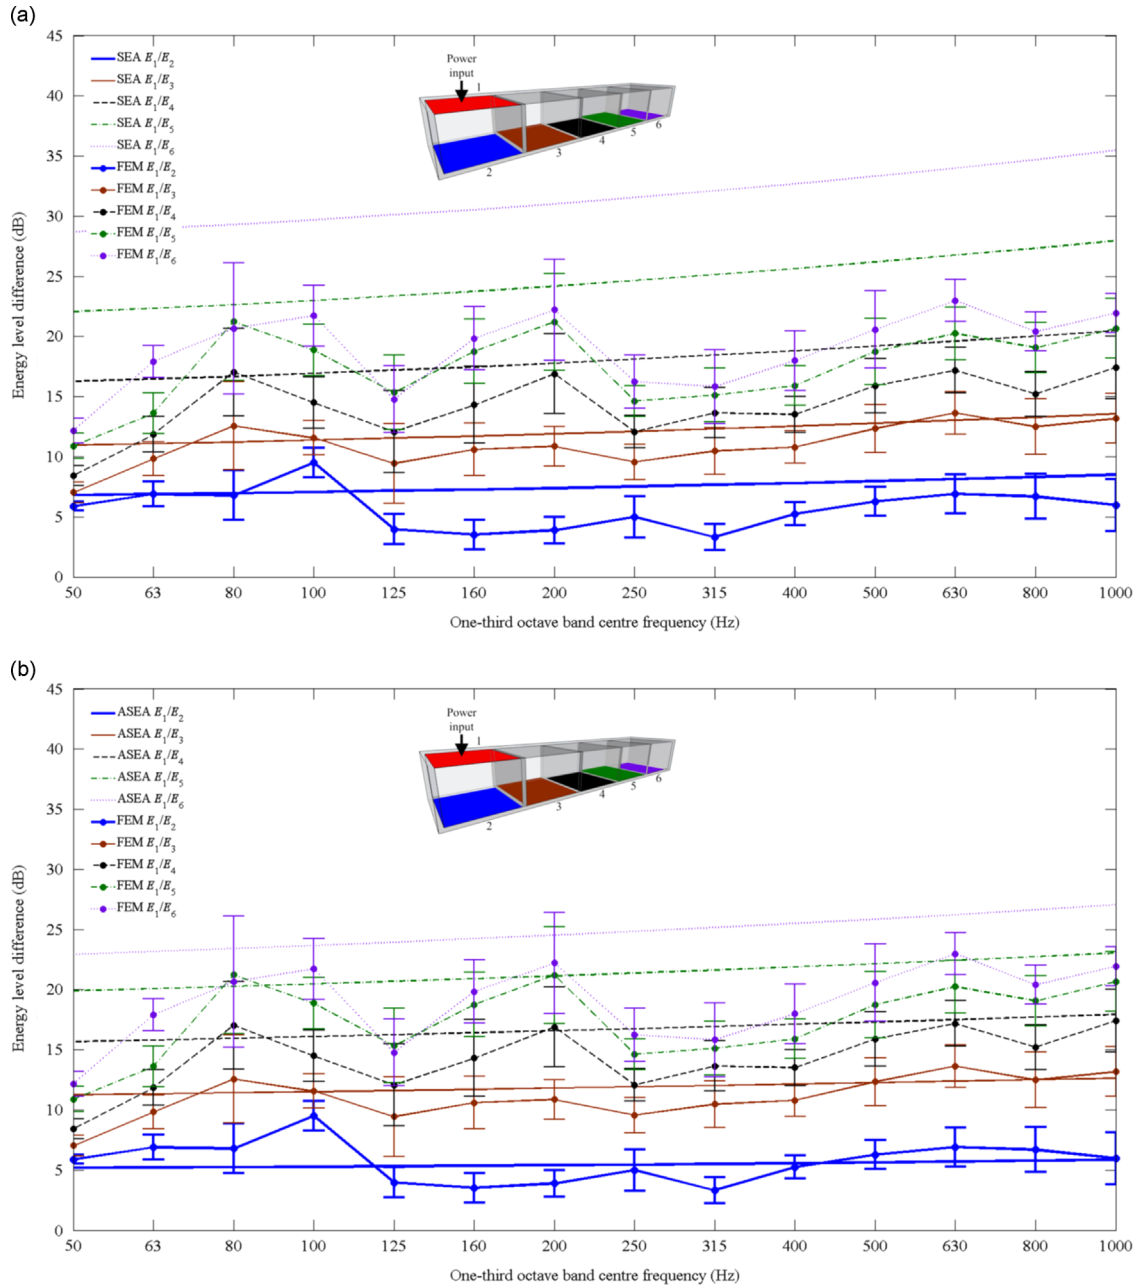 (a)
45
40
35
30
25
20
15
10
5
0
Energy level difference (dB)
SEA E1/E2
SEA E1/E3
SEA E1/E4
SEA E1/E5
SEA E1/E6
FEM E1/E2
FEM E1/E3
FEM E1/E4
FEM E1/E5
FEM E1/E6
Power
input
1
2
3
4
5
6
50 63 80 100 125 160 200 250 315 400 500 630 800 1000
One-third octave band centre frequency (Hz)
(b)
45
40
35
30
25
20
15
10
5
0
Energy level difference (dB)
ASEA E1/E2
ASEA E1/E3
ASEA E1/E4
ASEA E1/E5
ASEA E1/E6
FEM E1/E2
FEM E1/E3
FEM E1/E4
FEM E1/E5
FEM E1/E6
Power
input
1
2
3
4
5
6
50 63 80 100 125 160 200 250 315 400 500 630 800 1000
One-third octave band centre frequency (Hz)